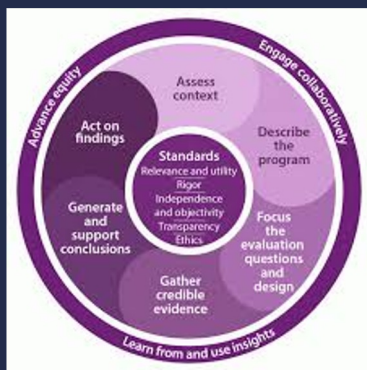 Advance equity
Engage collaboratively
Learn from and use insights
Assess
context
Describe
the
program
Focus
the
evaluation
questions
and
design
Gather
credible
evidence
Generate
and
support
conclusions
Act on
findings
Standards
Relevance and utility
Rigor
Independence
and objectivity
Transparency
Ethics